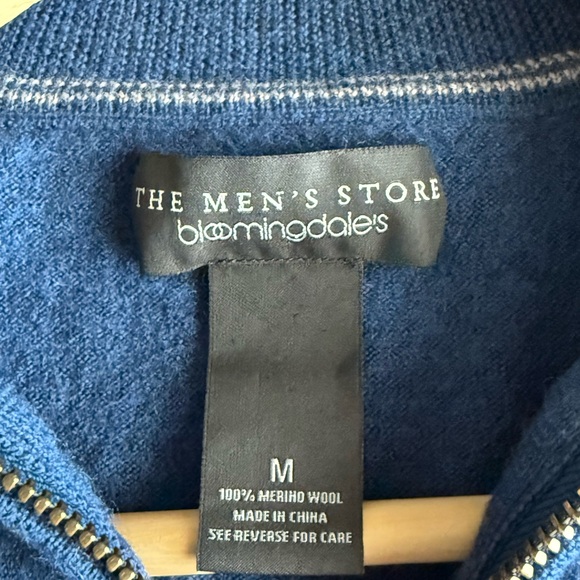 THE MEN'S STORE
bloomingdale's
M
100% MERINO WOOL
MADE IN CHINA
SEE REVERSE FOR CARE